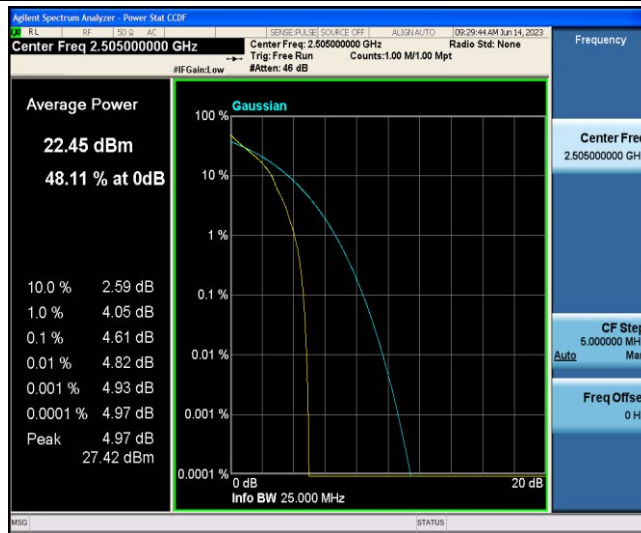 Agilent Spectrum Analyzer - Power Stat CCDF
RL RF 50 Ω AC SENSE:PULSE SOURCE OFF ALIGN AUTO 09:29:44 AM Jun 14, 2023
Center Freq 2.505000000 GHz Center Freq: 2.505000000 GHz Radio Std: None
Trig: Free Run Counts:1.00 M/1.00 Mpt
#IFGain:Low #Atten: 46 dB
Frequency
Average Power
22.45 dBm
48.11 % at 0dB
10.0 % 2.59 dB
1.0 % 4.05 dB
0.1 % 4.61 dB
0.01 % 4.82 dB
0.001 % 4.93 dB
0.0001 % 4.97 dB
Peak 4.97 dB
27.42 dBm
Gaussian
100 %
10 %
1 %
0.1 %
0.01 %
0.001 %
0.0001 %
0 dB 20 dB
Info BW 25.000 MHz
Center Fre
2.505000000 GH
CF Step
5.000000 MH
Auto Ma
Freq Offse
0 H
MSG STATUS